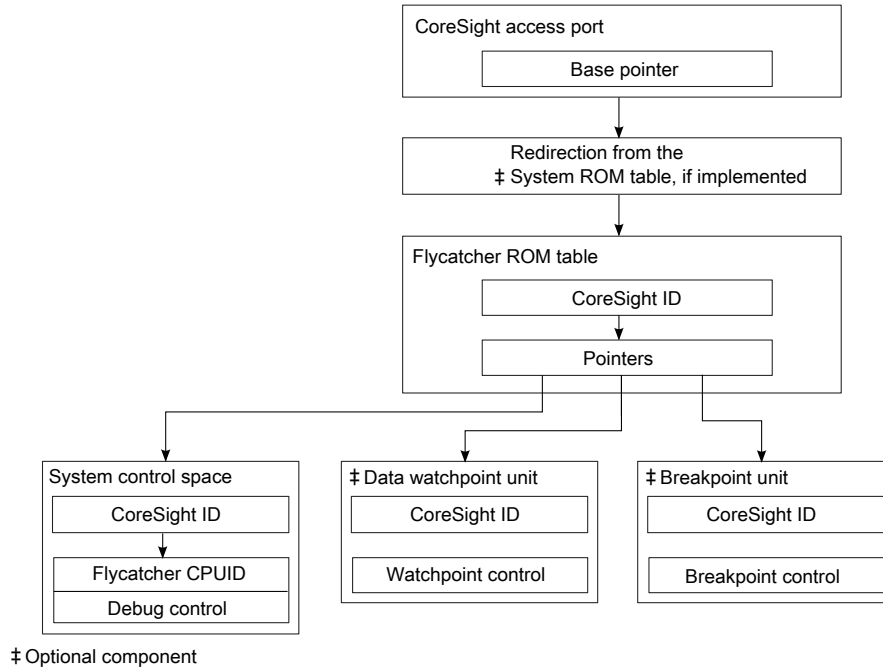 CoreSight access port
Base pointer
Redirection from the
‡ System ROM table, if implemented
Flycatcher ROM table
CoreSight ID
Pointers
System control space
CoreSight ID
Flycatcher CPUID
Debug control
‡ Data watchpoint unit
CoreSight ID
Watchpoint control
‡ Breakpoint unit
CoreSight ID
Breakpoint control
‡ Optional component